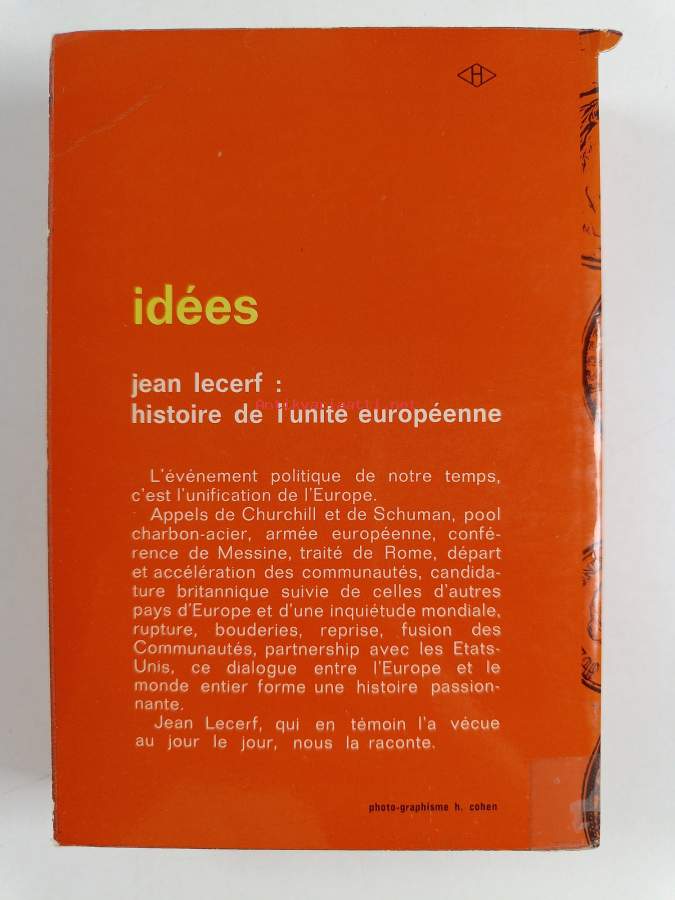 H
idées
jean lecerf :
histoire de l'unité européenne
Antikvariaatti.net
L'événement politique de notre temps,
c'est l'unification de l'Europe.
Appels de Churchill et de Schuman, pool
charbon-acier, armée européenne, confé-
rence de Messine, traité de Rome, départ
et accélération des communautés, candida-
ture britannique suivie de celles d'autres
pays d'Europe et d'une inquiétude mondiale,
rupture, bouderies, reprise, fusion des
Communautés, partnership avec les Etats-
Unis, ce dialogue entre l'Europe et le
monde entier forme une histoire passion-
nante.
Jean Lecerf, qui en témoin l'a vécue
au jour le jour, nous la raconte.
photo-graphisme h. cohen